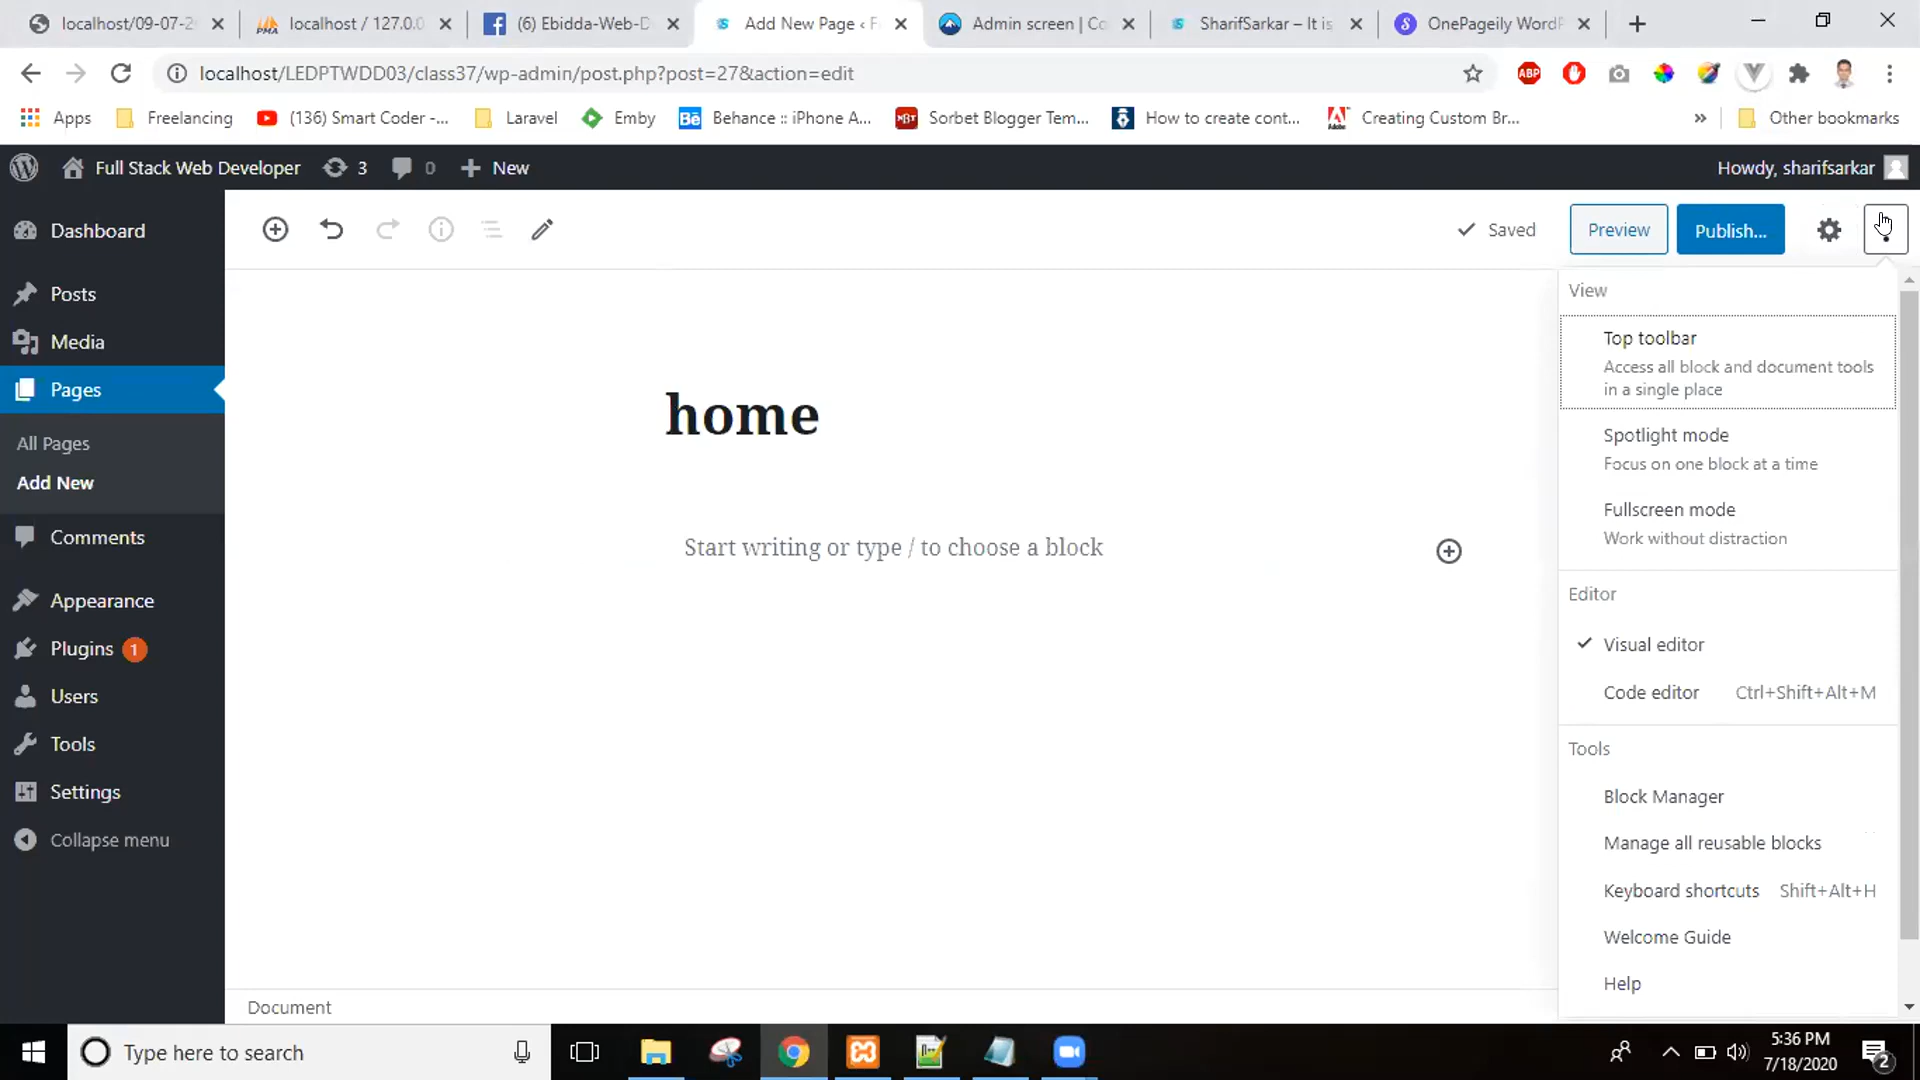 localhost/09-07-2
localhost / 127.0.0
(6) Ebidda-Web-D
Add New Page ‹ F
Admin screen | Co
SharifSarkar – It is
OnePageily WordP
localhost/LEDPTWDD03/class37/wp-admin/post.php?post=27&action=edit
ABP
Apps
Freelancing
(136) Smart Coder -...
Laravel
Emby
Behance :: iPhone A...
Sorbet Blogger Tem...
How to create cont...
Creating Custom Br...
»
Other bookmarks
Full Stack Web Developer
3
0
New
Howdy, sharifsarkar
Dashboard
Posts
Media
Pages
All Pages
Add New
Comments
Appearance
Plugins 1
Users
Tools
Settings
Collapse menu
Saved
Preview
Publish...
home
Start writing or type / to choose a block
Document
View
Top toolbar
Access all block and document tools
in a single place
Spotlight mode
Focus on one block at a time
Fullscreen mode
Work without distraction
Editor
Visual editor
Code editor Ctrl+Shift+Alt+M
Tools
Block Manager
Manage all reusable blocks
Keyboard shortcuts Shift+Alt+H
Welcome Guide
Help
Type here to search
5:36 PM
7/18/2020
2